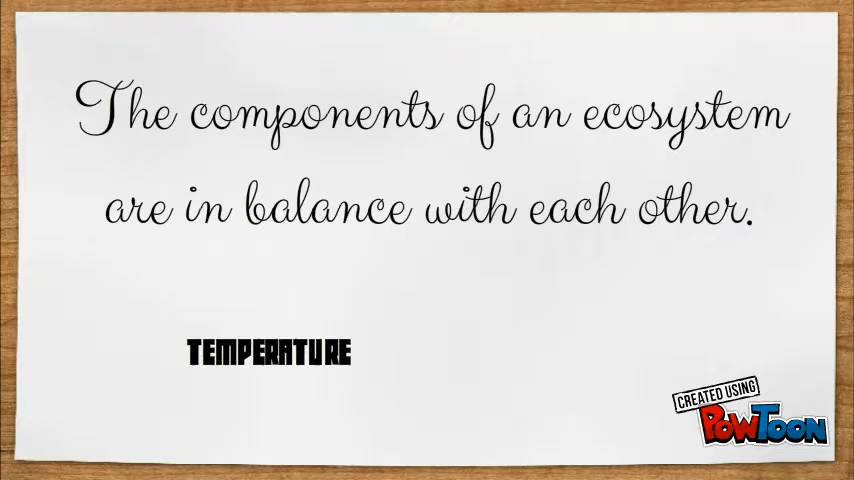 The components of an ecosystem
are in balance with each other.
TEMPERATURE
CREATED USING
POWTOON